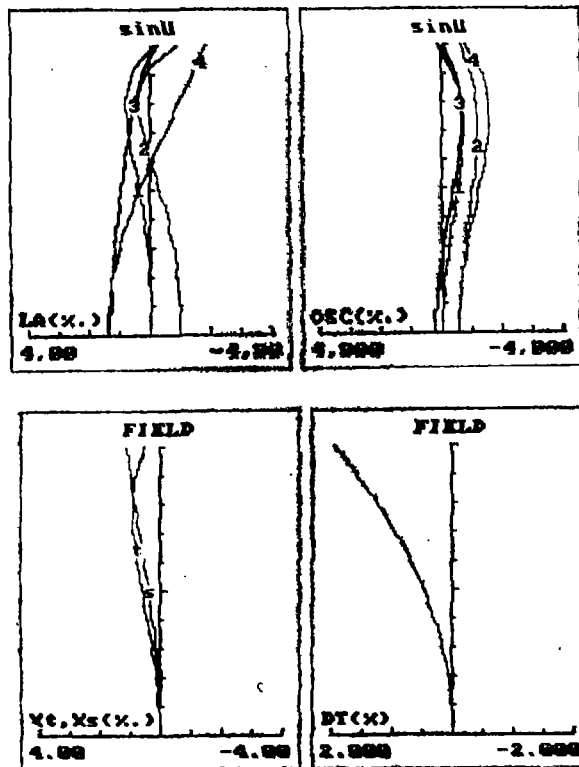 sinU
4
3
2
LA(%.)
4.00 -4.00
sinU
4
3
2
1
OSC(%.)
4.000 -4.000
FIELD
S
Xt,Xs(%.)
4.00 -4.00
FIELD
DT(%)
2.000 -2.000